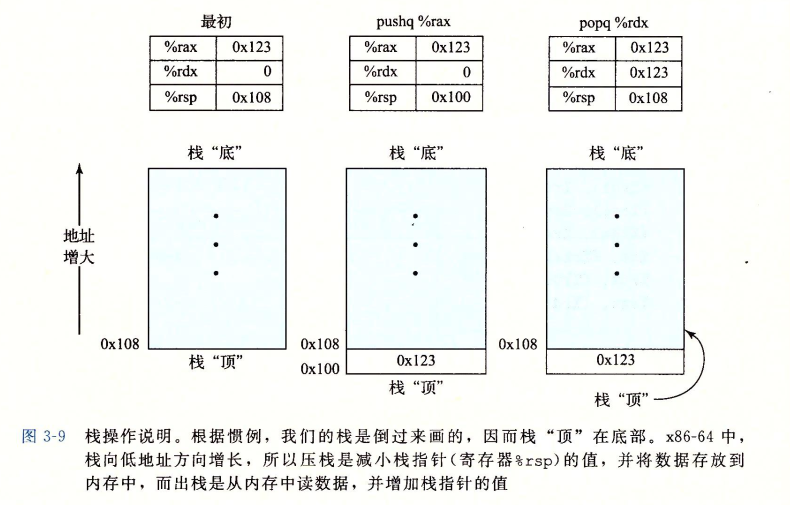 最初
%rax 0x123
%rdx 0
%rsp 0x108
pushq %rax
%rax 0x123
%rdx 0
%rsp 0x100
popq %rdx
%rax 0x123
%rdx 0x123
%rsp 0x108
地址
增大
栈“底”
0x108
栈“顶”
栈“底”
0x108
0x100
0x123
栈“顶”
栈“底”
0x108
0x123
栈“顶”
图 3-9 栈操作说明。根据惯例，我们的栈是倒过来画的，因而栈“顶”在底部。x86-64 中，
栈向低地址方向增长，所以压栈是减小栈指针(寄存器%rsp)的值，并将数据存放到
内存中，而出栈是从内存中读数据，并增加栈指针的值